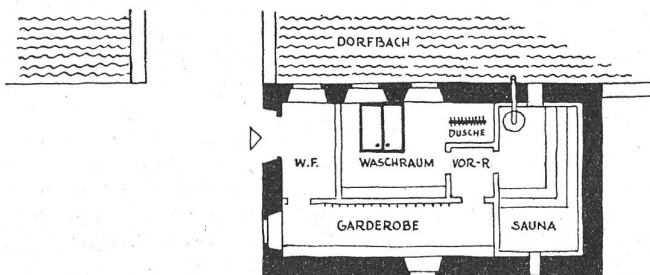 DORFBACH
DUSCHE
W.F.
WASCHRAUM
VOR-R
GARDEROBE
SAUNA